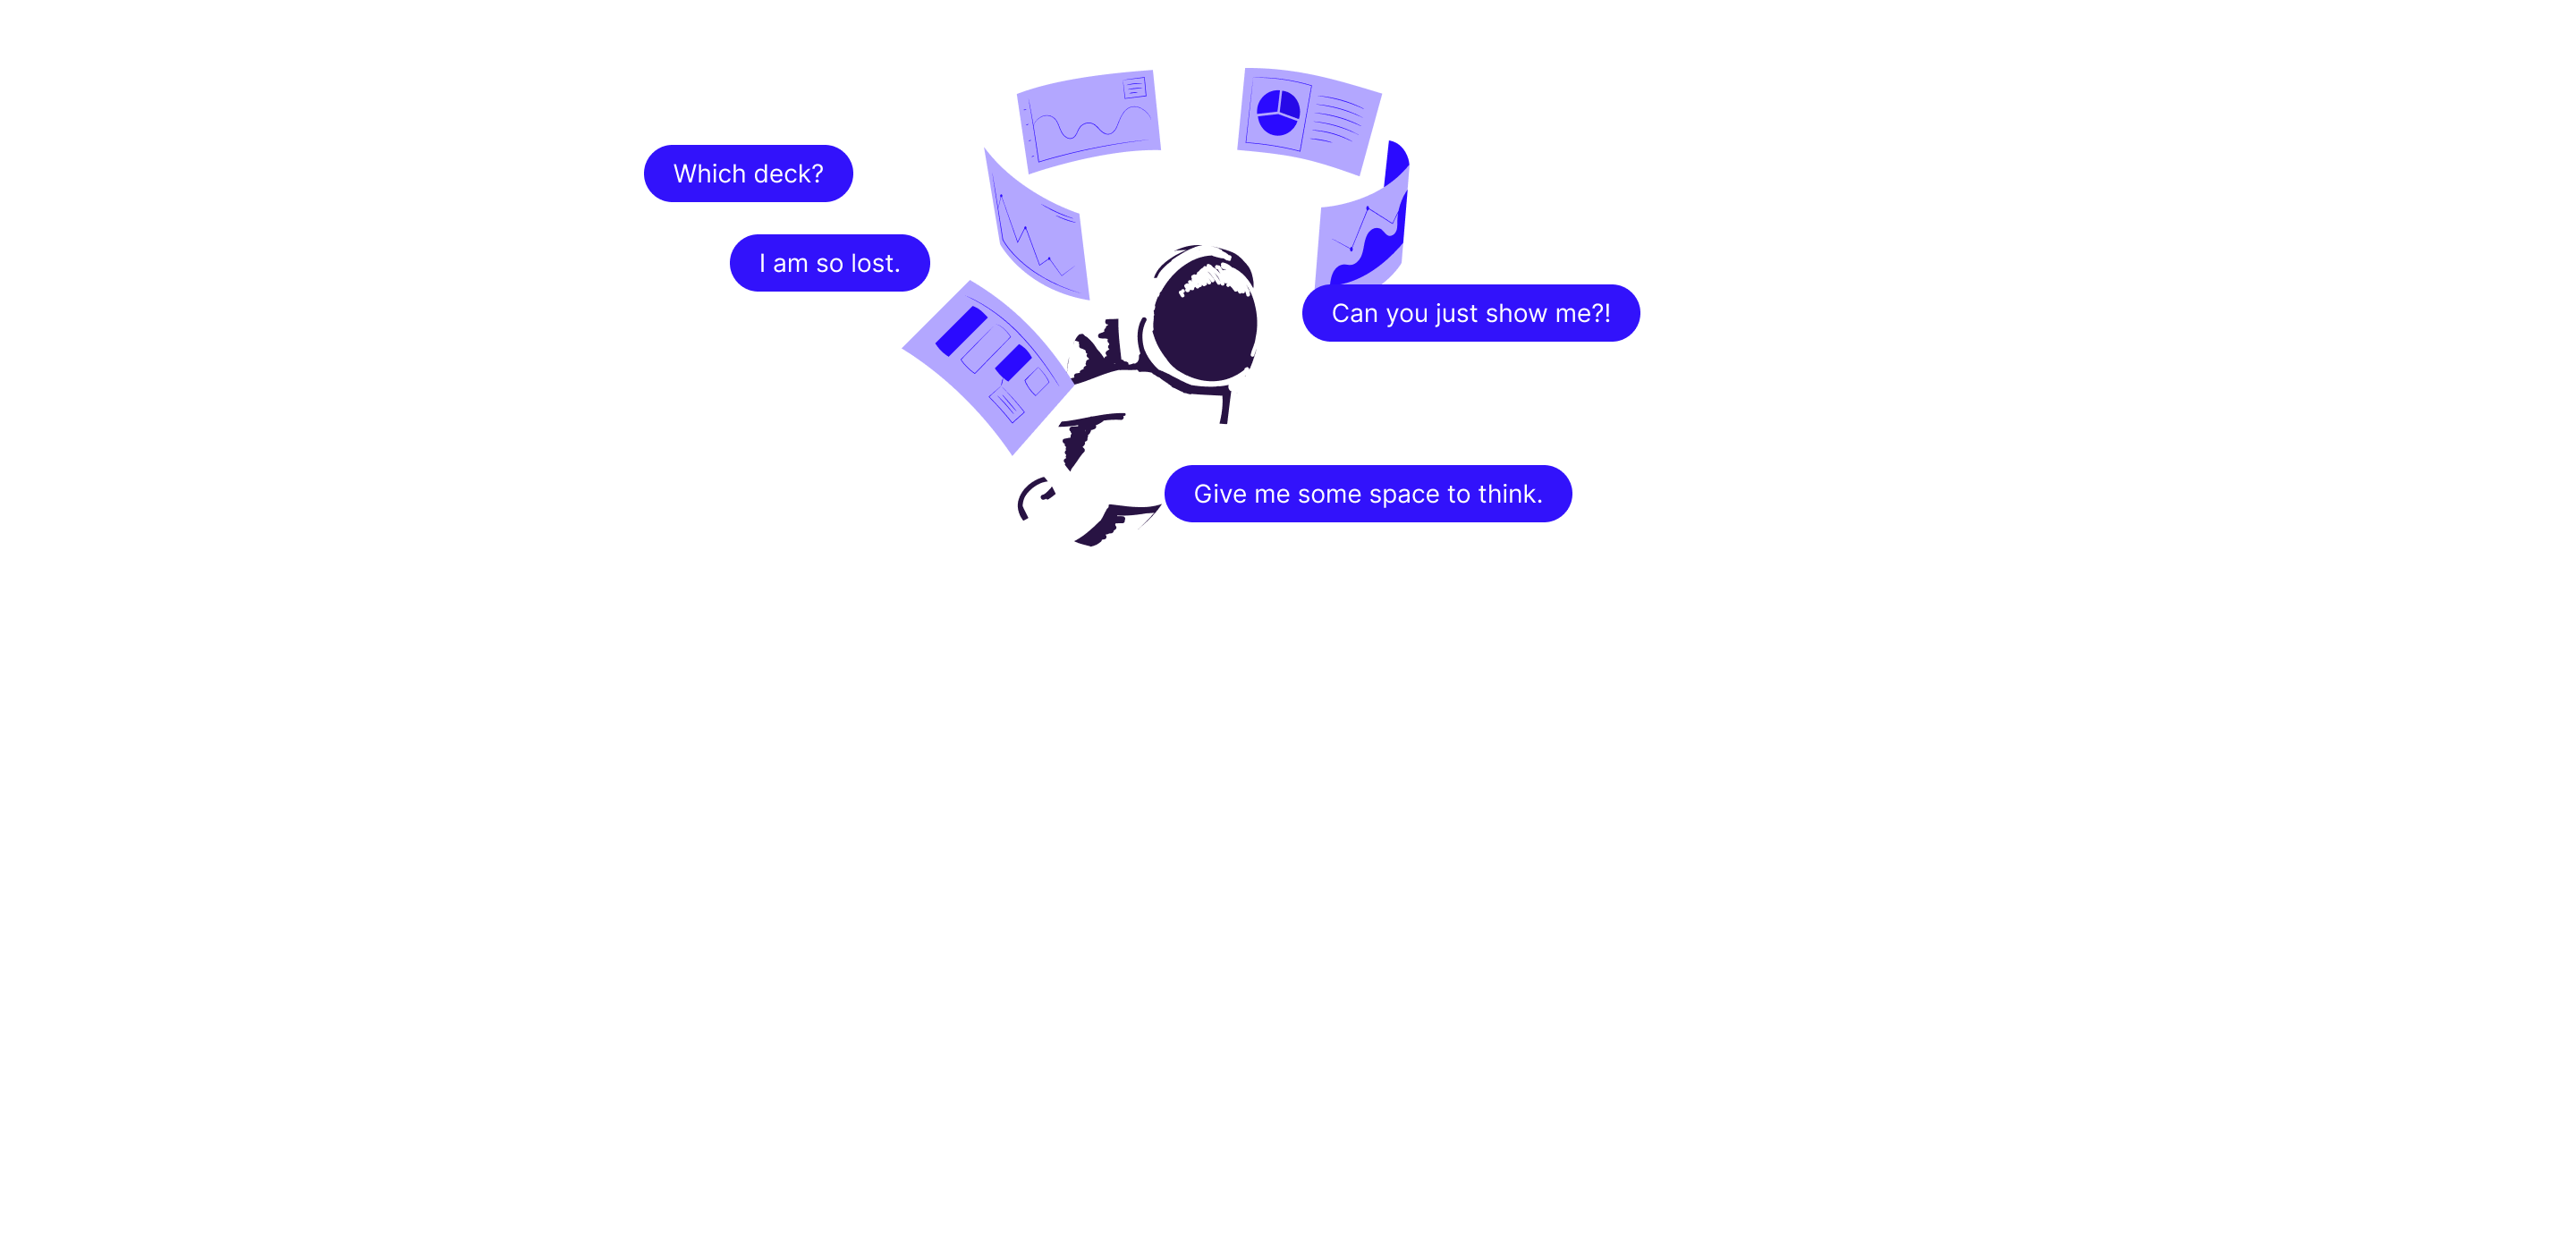 Which deck?
I am so lost.
Can you just show me?!
Give me some space to think.